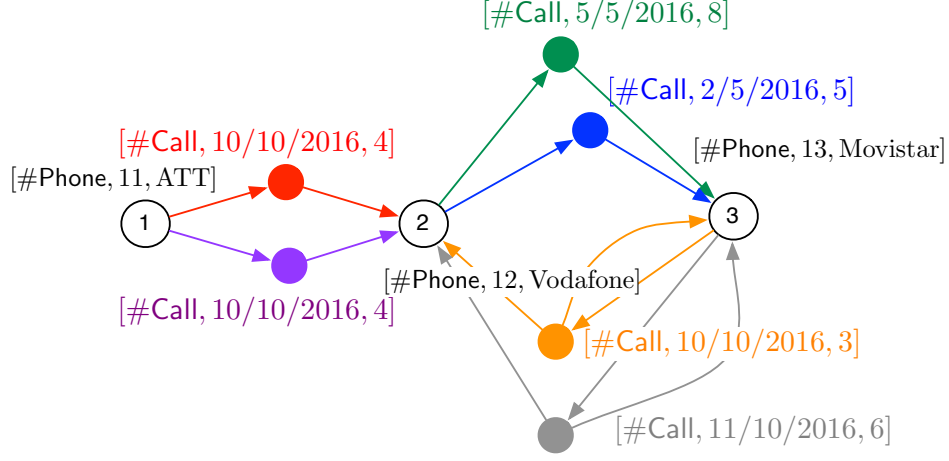 [#Call, 5/5/2016, 8]
[#Call, 2/5/2016, 5]
[#Call, 10/10/2016, 4]
[#Phone, 13, Movistar]
[#Phone, 11, ATT]
1
2
3
[#Phone, 12, Vodafone]
[#Call, 10/10/2016, 4]
[#Call, 10/10/2016, 3]
[#Call, 11/10/2016, 6]